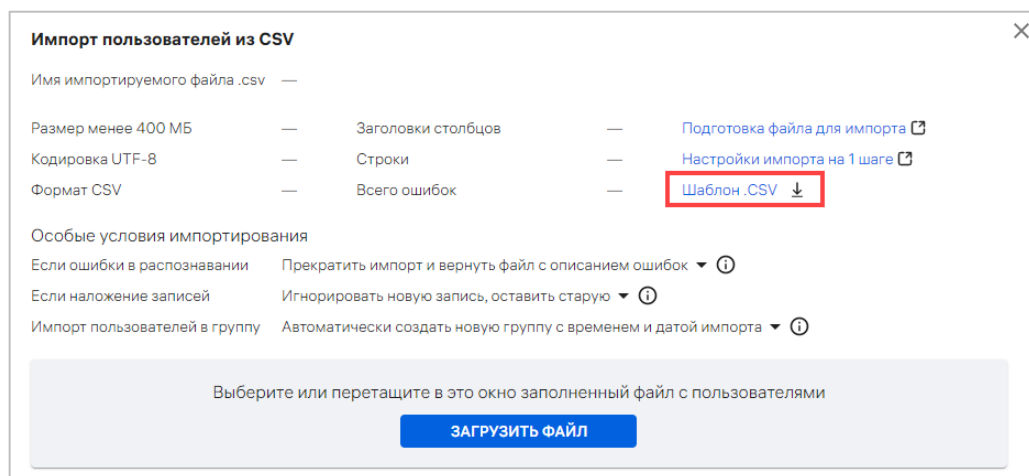 Импорт пользователей из CSV
Имя импортируемого файла .csv —
Размер менее 400 МБ — Заголовки столбцов — Подготовка файла для импорта
Кодировка UTF-8 — Строки — Настройки импорта на 1 шаге
Формат CSV — Всего ошибок — Шаблон .CSV
Особые условия импортирования
Если ошибки в распознавании Прекратить импорт и вернуть файл с описанием ошибок
Если наложение записей Игнорировать новую запись, оставить старую
Импорт пользователей в группу Автоматически создать новую группу с временем и датой импорта
Выберите или перетащите в это окно заполненный файл с пользователями
ЗАГРУЗИТЬ ФАЙЛ